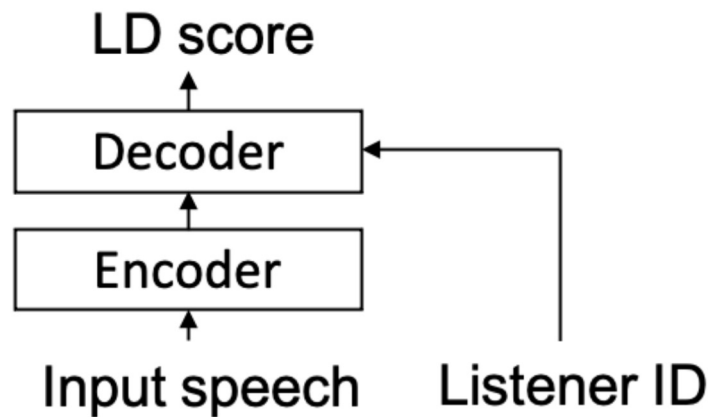 LD score
Decoder
Encoder
Input speech
Listener ID